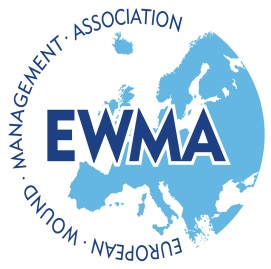 EUROPEAN · WOUND · MANAGEMENT · ASSOCIATION
EWMA